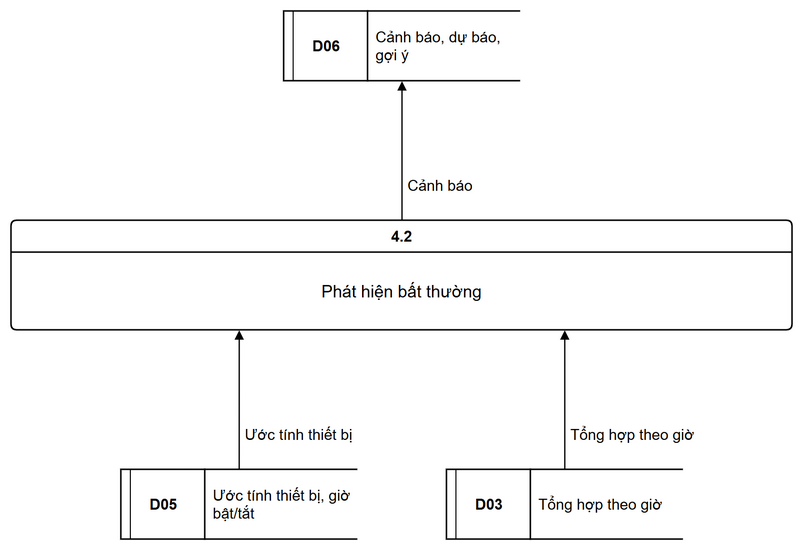 D06
Cảnh báo, dự báo,
gợi ý
Cảnh báo
4.2
Phát hiện bất thường
Ước tính thiết bị
Tổng hợp theo giờ
D05
Ước tính thiết bị, giờ
bật/tắt
D03
Tổng hợp theo giờ